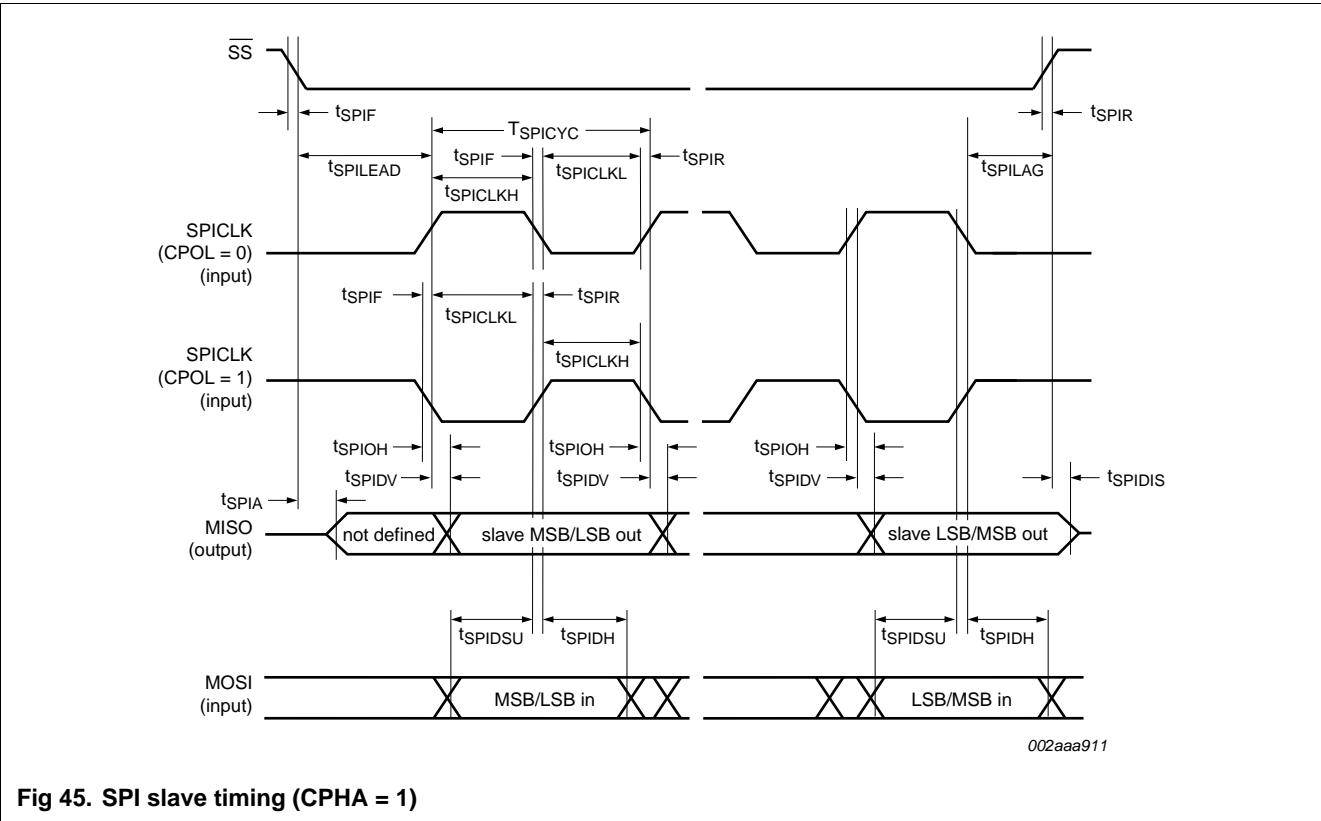 SS
tSPIF
tSPIR
TSPICYC
tSPILEAD
tSPIF
tSPICLKL
tSPIR
tSPILAG
tSPICLKH
SPICLK
(CPOL = 0)
(input)
tSPIF
tSPICLKL
tSPIR
tSPICLKH
SPICLK
(CPOL = 1)
(input)
tSPIOH
tSPIOH
tSPIOH
tSPIDV
tSPIDV
tSPIDV
tSPIDIS
tSPIA
MISO
(output)
not defined
slave MSB/LSB out
slave LSB/MSB out
tSPIDSU
tSPIDH
tSPIDSU
tSPIDH
MOSI
(input)
MSB/LSB in
LSB/MSB in
002aaa911
Fig 45. SPI slave timing (CPHA = 1)